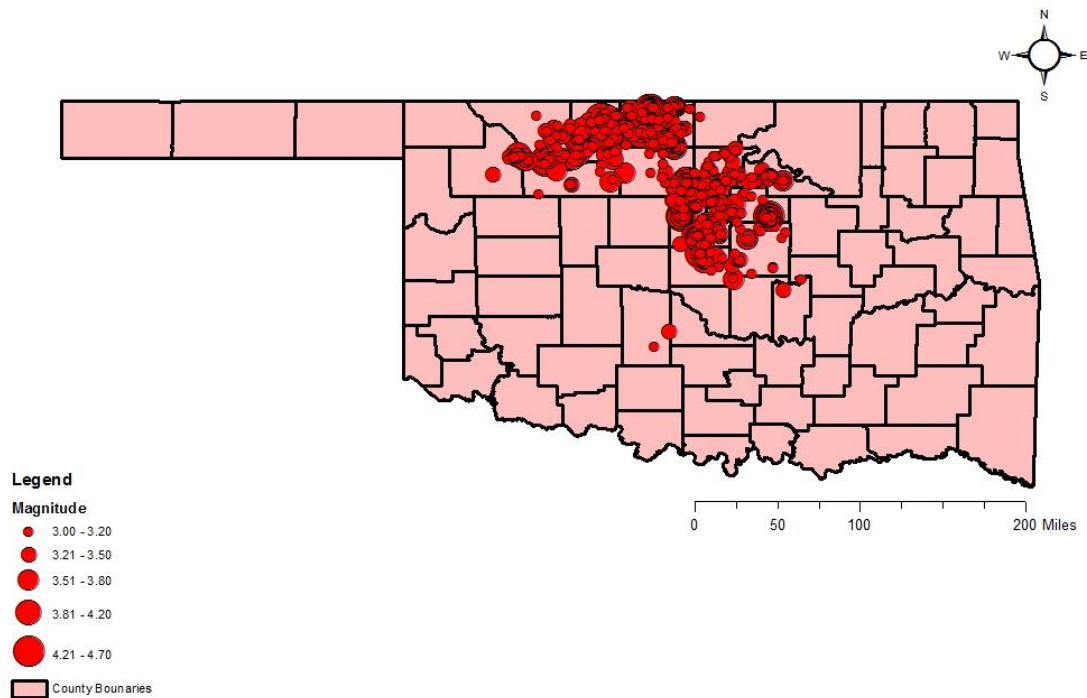 N
W E
S
Legend
Magnitude
3.00 - 3.20
3.21 - 3.50
3.51 - 3.80
3.81 - 4.20
4.21 - 4.70
County Bounaries
0 50 100 200 Miles